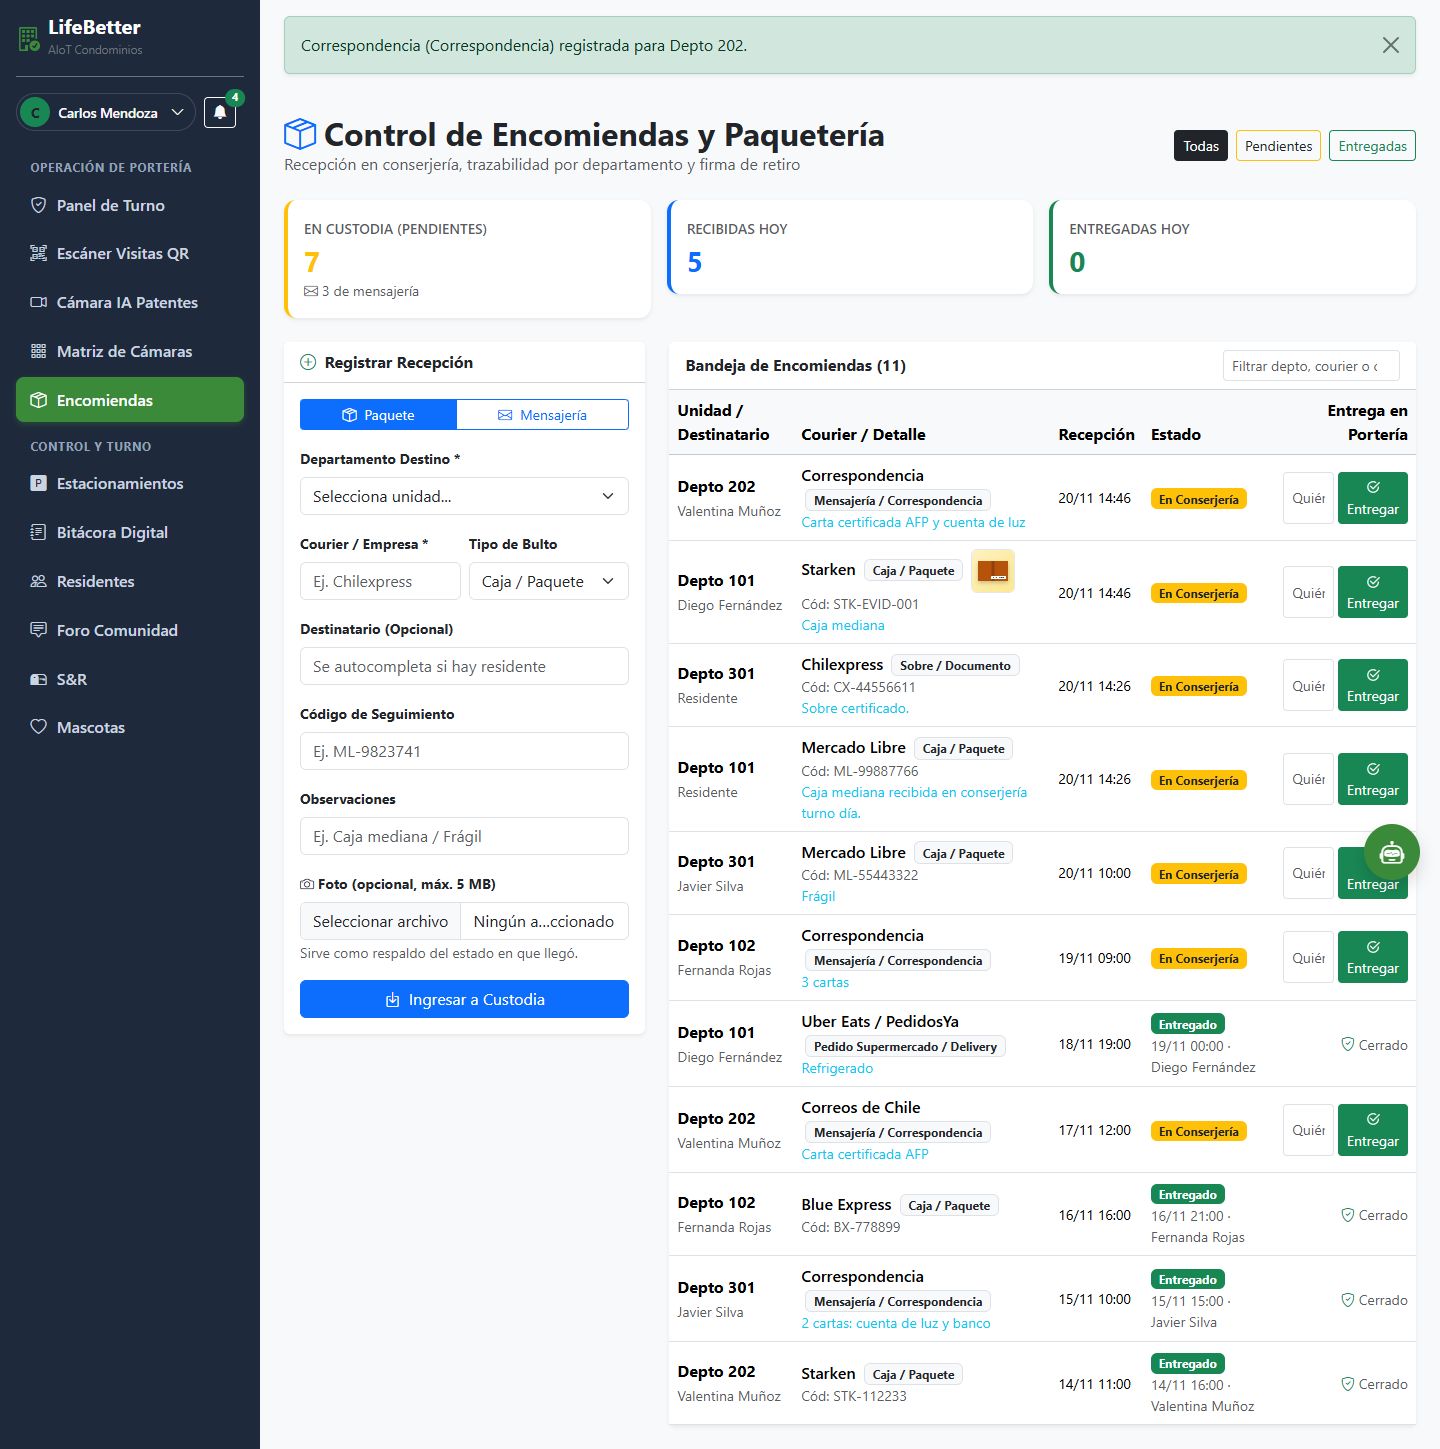 LifeBetter
AIoT Condominios
C Carlos Mendoza
4
OPERACIÓN DE PORTERÍA
Panel de Turno
Escáner Visitas QR
Cámara IA Patentes
Matriz de Cámaras
Encomiendas
CONTROL Y TURNO
P Estacionamientos
Bitácora Digital
Residentes
Foro Comunidad
S&R
Mascotas
Correspondencia (Correspondencia) registrada para Depto 202.
Control de Encomiendas y Paquetería
Recepción en conserjería, trazabilidad por departamento y firma de retiro
Todas
Pendientes
Entregadas
EN CUSTODIA (PENDIENTES)
7
3 de mensajería
RECIBIDAS HOY
5
ENTREGADAS HOY
0
Registrar Recepción
Paquete
Mensajería
Departamento Destino *
Selecciona unidad...
Courier / Empresa *
Tipo de Bulto
Ej. Chilexpress
Caja / Paquete
Destinatario (Opcional)
Se autocompleta si hay residente
Código de Seguimiento
Ej. ML-9823741
Observaciones
Ej. Caja mediana / Frágil
Foto (opcional, máx. 5 MB)
Seleccionar archivo
Ningún a...ccionado
Sirve como respaldo del estado en que llegó.
Ingresar a Custodia
Bandeja de Encomiendas (11)
Filtrar depto, courier o c
Unidad /
Destinatario
Courier / Detalle
Recepción
Estado
Entrega en
Portería
Depto 202
Valentina Muñoz
Correspondencia
Mensajería / Correspondencia
Carta certificada AFP y cuenta de luz
20/11 14:46
En Conserjería
Quiér
Entregar
Depto 101
Diego Fernández
Starken
Caja / Paquete
Cód: STK-EVID-001
Caja mediana
20/11 14:46
En Conserjería
Quiér
Entregar
Depto 301
Residente
Chilexpress
Sobre / Documento
Cód: CX-44556611
Sobre certificado.
20/11 14:26
En Conserjería
Quiér
Entregar
Depto 101
Residente
Mercado Libre
Caja / Paquete
Cód: ML-99887766
Caja mediana recibida en conserjería
turno día.
20/11 14:26
En Conserjería
Quiér
Entregar
Depto 301
Javier Silva
Mercado Libre
Caja / Paquete
Cód: ML-55443322
Frágil
20/11 10:00
En Conserjería
Quiér
Entregar
Depto 102
Fernanda Rojas
Correspondencia
Mensajería / Correspondencia
3 cartas
19/11 09:00
En Conserjería
Quiér
Entregar
Depto 101
Diego Fernández
Uber Eats / PedidosYa
Pedido Supermercado / Delivery
Refrigerado
18/11 19:00
Entregado
19/11 00:00 ·
Diego Fernández
Cerrado
Depto 202
Valentina Muñoz
Correos de Chile
Mensajería / Correspondencia
Carta certificada AFP
17/11 12:00
En Conserjería
Quiér
Entregar
Depto 102
Fernanda Rojas
Blue Express
Caja / Paquete
Cód: BX-778899
16/11 16:00
Entregado
16/11 21:00 ·
Fernanda Rojas
Cerrado
Depto 301
Javier Silva
Correspondencia
Mensajería / Correspondencia
2 cartas: cuenta de luz y banco
15/11 10:00
Entregado
15/11 15:00 ·
Javier Silva
Cerrado
Depto 202
Valentina Muñoz
Starken
Caja / Paquete
Cód: STK-112233
14/11 11:00
Entregado
14/11 16:00 ·
Valentina Muñoz
Cerrado